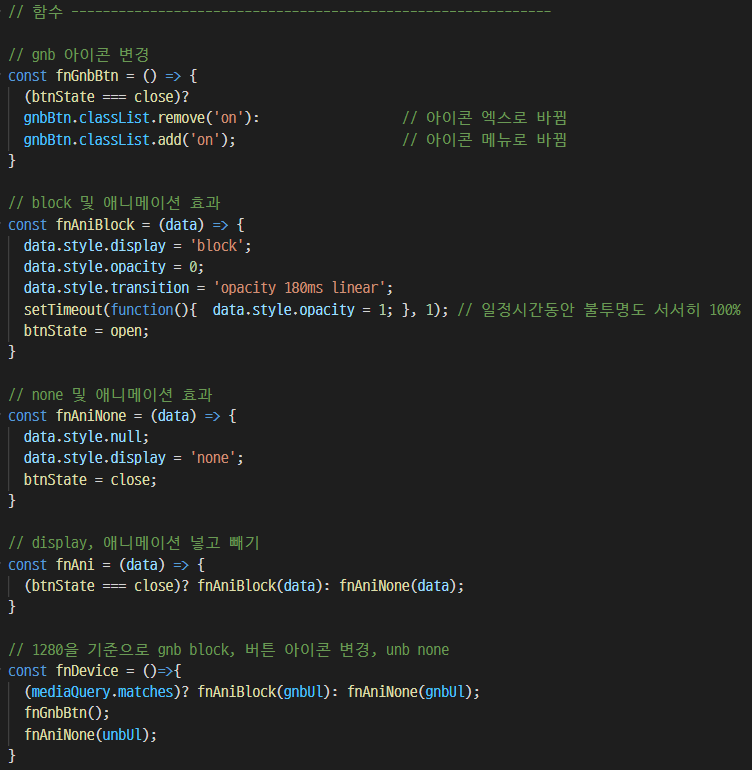 // 함수 -------------------------------------------------------------
// gnb 아이콘 변경
const fnGnbBtn = () => {
(btnState === close)?
gnbBtn.classList.remove('on'): // 아이콘 엑스로 바뀜
gnbBtn.classList.add('on'); // 아이콘 메뉴로 바뀜
}
// block 및 애니메이션 효과
const fnAniBlock = (data) => {
data.style.display = 'block';
data.style.opacity = 0;
data.style.transition = 'opacity 180ms linear';
setTimeout(function(){  data.style.opacity = 1; }, 1); // 일정시간동안 불투명도 서서히 100%
btnState = open;
}
// none 및 애니메이션 효과
const fnAniNone = (data) => {
data.style.null;
data.style.display = 'none';
btnState = close;
}
// display, 애니메이션 넣고 빼기
const fnAni = (data) => {
(btnState === close)? fnAniBlock(data): fnAniNone(data);
}
// 1280을 기준으로 gnb block, 버튼 아이콘 변경, unb none
const fnDevice = ()=>{
(mediaQuery.matches)? fnAniBlock(gnbUl): fnAniNone(gnbUl);
fnGnbBtn();
fnAniNone(unbUl);
}